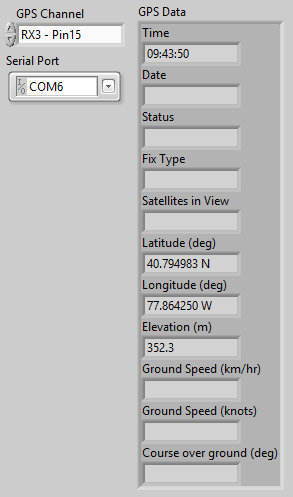 GPS Channel
RX3 - Pin15
Serial Port
I/O COM6
GPS Data
Time
09:43:50
Date
Status
Fix Type
Satellites in View
Latitude (deg)
40.794983 N
Longitude (deg)
77.864250 W
Elevation (m)
352.3
Ground Speed (km/hr)
Ground Speed (knots)
Course over ground (deg)